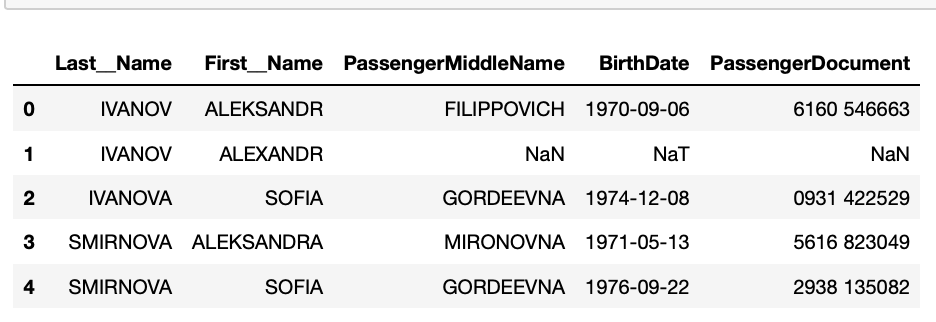 Last__Name First__Name PassengerMiddleName BirthDate PassengerDocument
0 IVANOV ALEKSANDR FILIPPOVICH 1970-09-06 6160 546663
1 IVANOV ALEXANDR NaN NaT NaN
2 IVANOVA SOFIA GORDEEVNA 1974-12-08 0931 422529
3 SMIRNOVA ALEKSANDRA MIRONOVNA 1971-05-13 5616 823049
4 SMIRNOVA SOFIA GORDEEVNA 1976-09-22 2938 135082